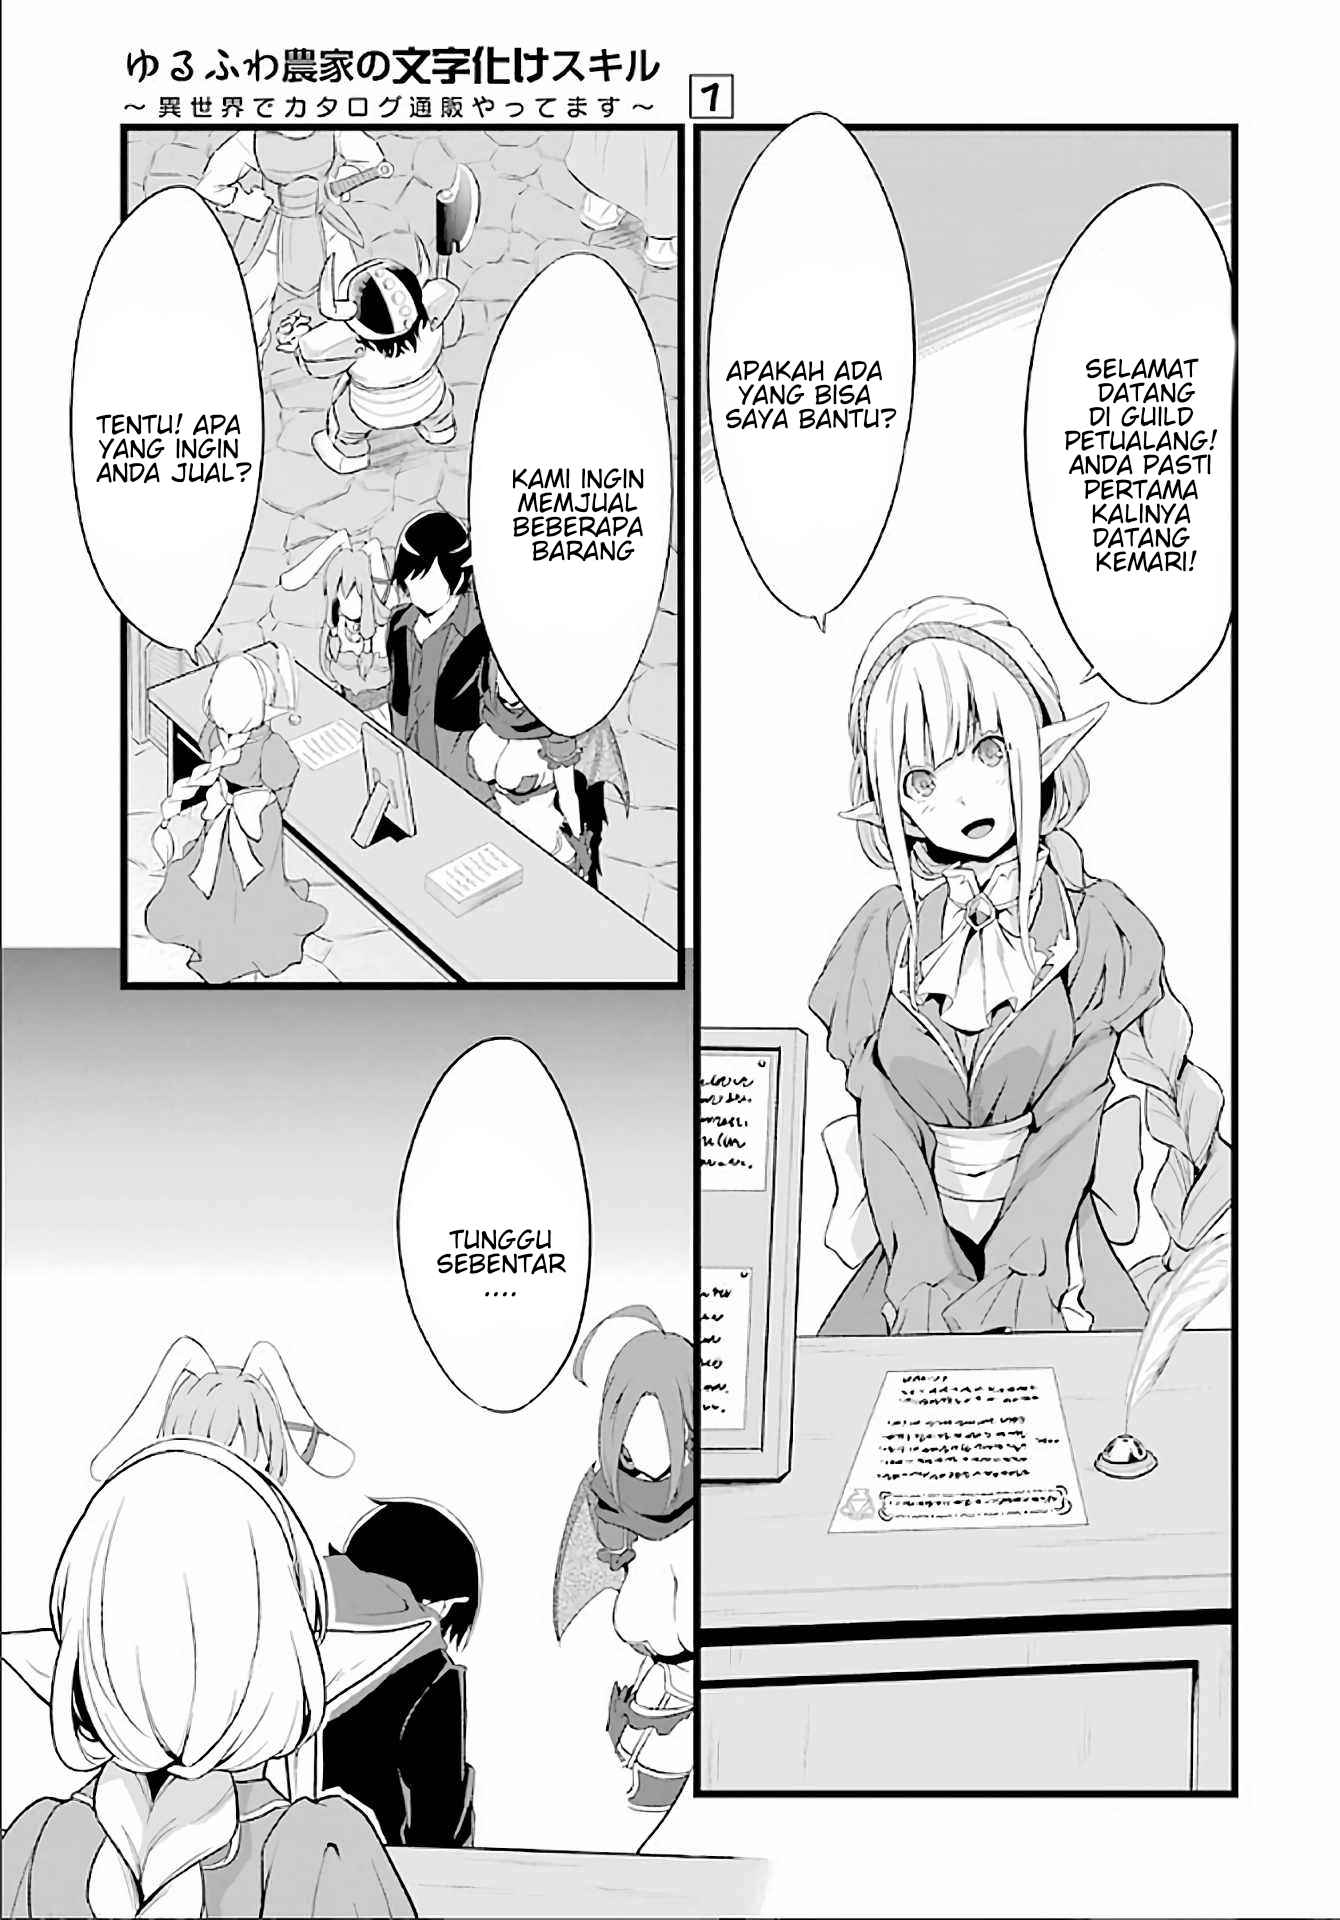 ゆるふわ農家の文字化けスキル
～異世界でカタログ通販やってます～
1
SELAMAT
DATANG
DI GUILD
PETUALANG!
ANDA PASTI
PERTAMA
KALINYA
DATANG
KEMARI!
APAKAH ADA
YANG BISA
SAYA BANTU?
KAMI INGIN
MEMJUAL
BEBERAPA
BARANG
TENTU! APA
YANG INGIN
ANDA JUAL?
TUNGGU
SEBENTAR
....